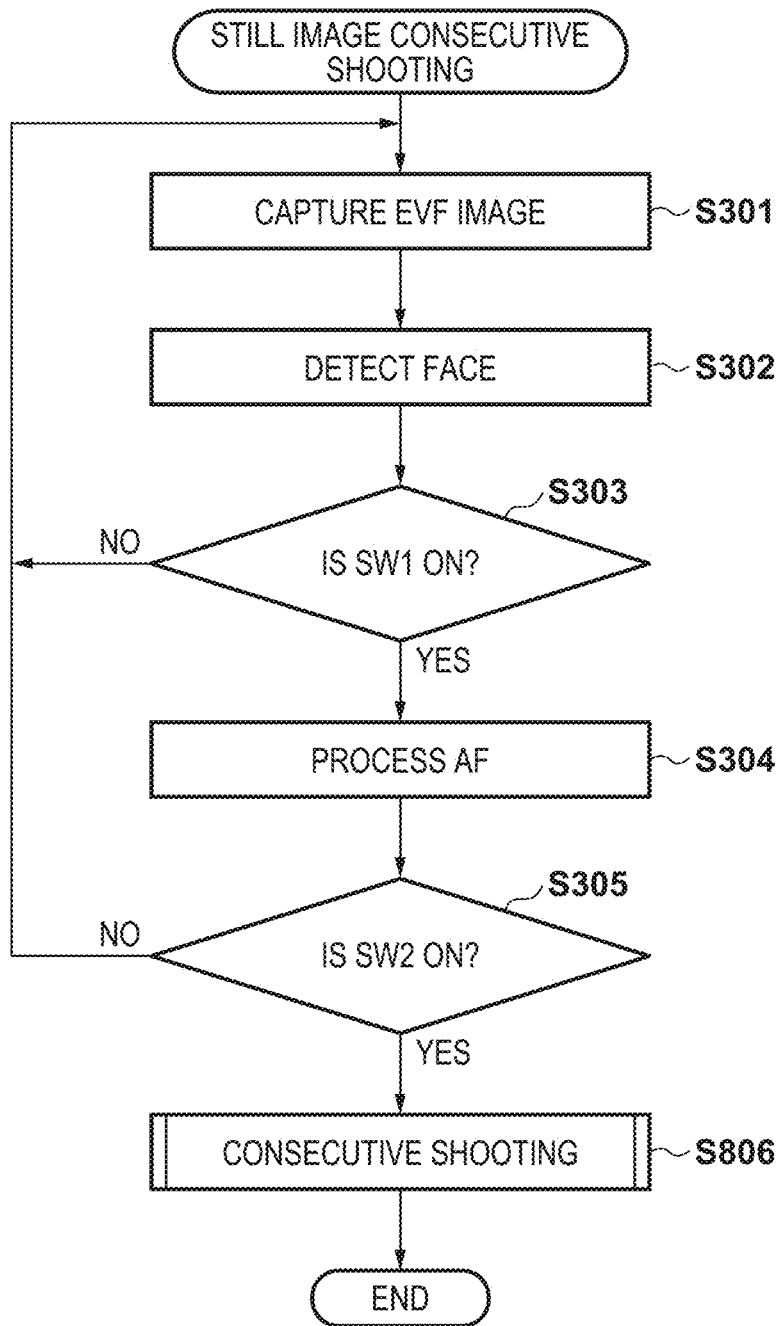 STILL IMAGE CONSECUTIVE
SHOOTING
CAPTURE EVF IMAGE
S301
DETECT FACE
S302
S303
NO
IS SW1 ON?
YES
PROCESS AF
S304
S305
NO
IS SW2 ON?
YES
CONSECUTIVE SHOOTING
S806
END